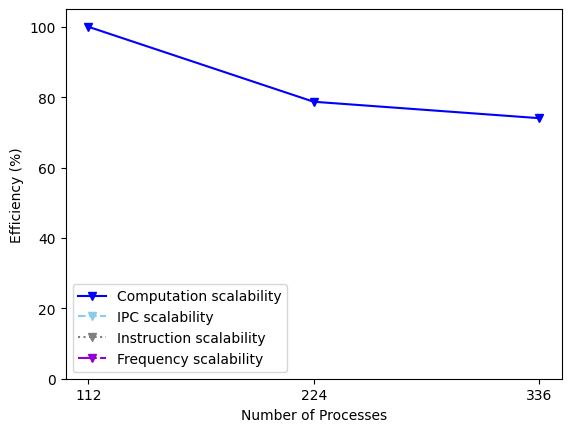 100
80
60
40
20
0
Efficiency (%)
Computation scalability
IPC scalability
Instruction scalability
Frequency scalability
112
224
336
Number of Processes